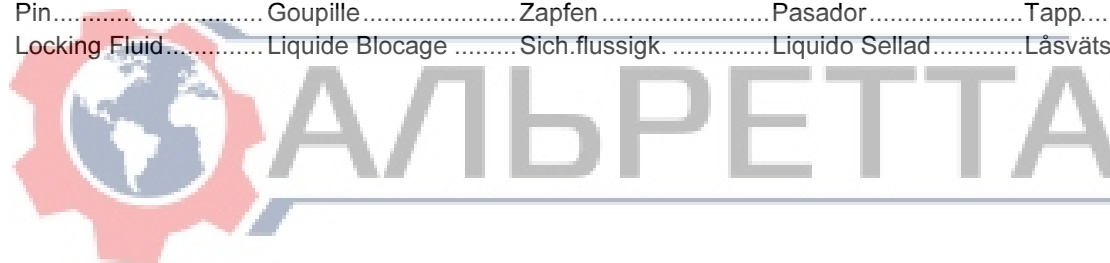 Pin..........................Goupille.........................Zapfen.........................Pasador......................Tapp....
Locking Fluid..............Liquide Blocage .........Sich.flussigk. ..............Liquido Sellad.............Låsväts
АЛЬРЕТТА